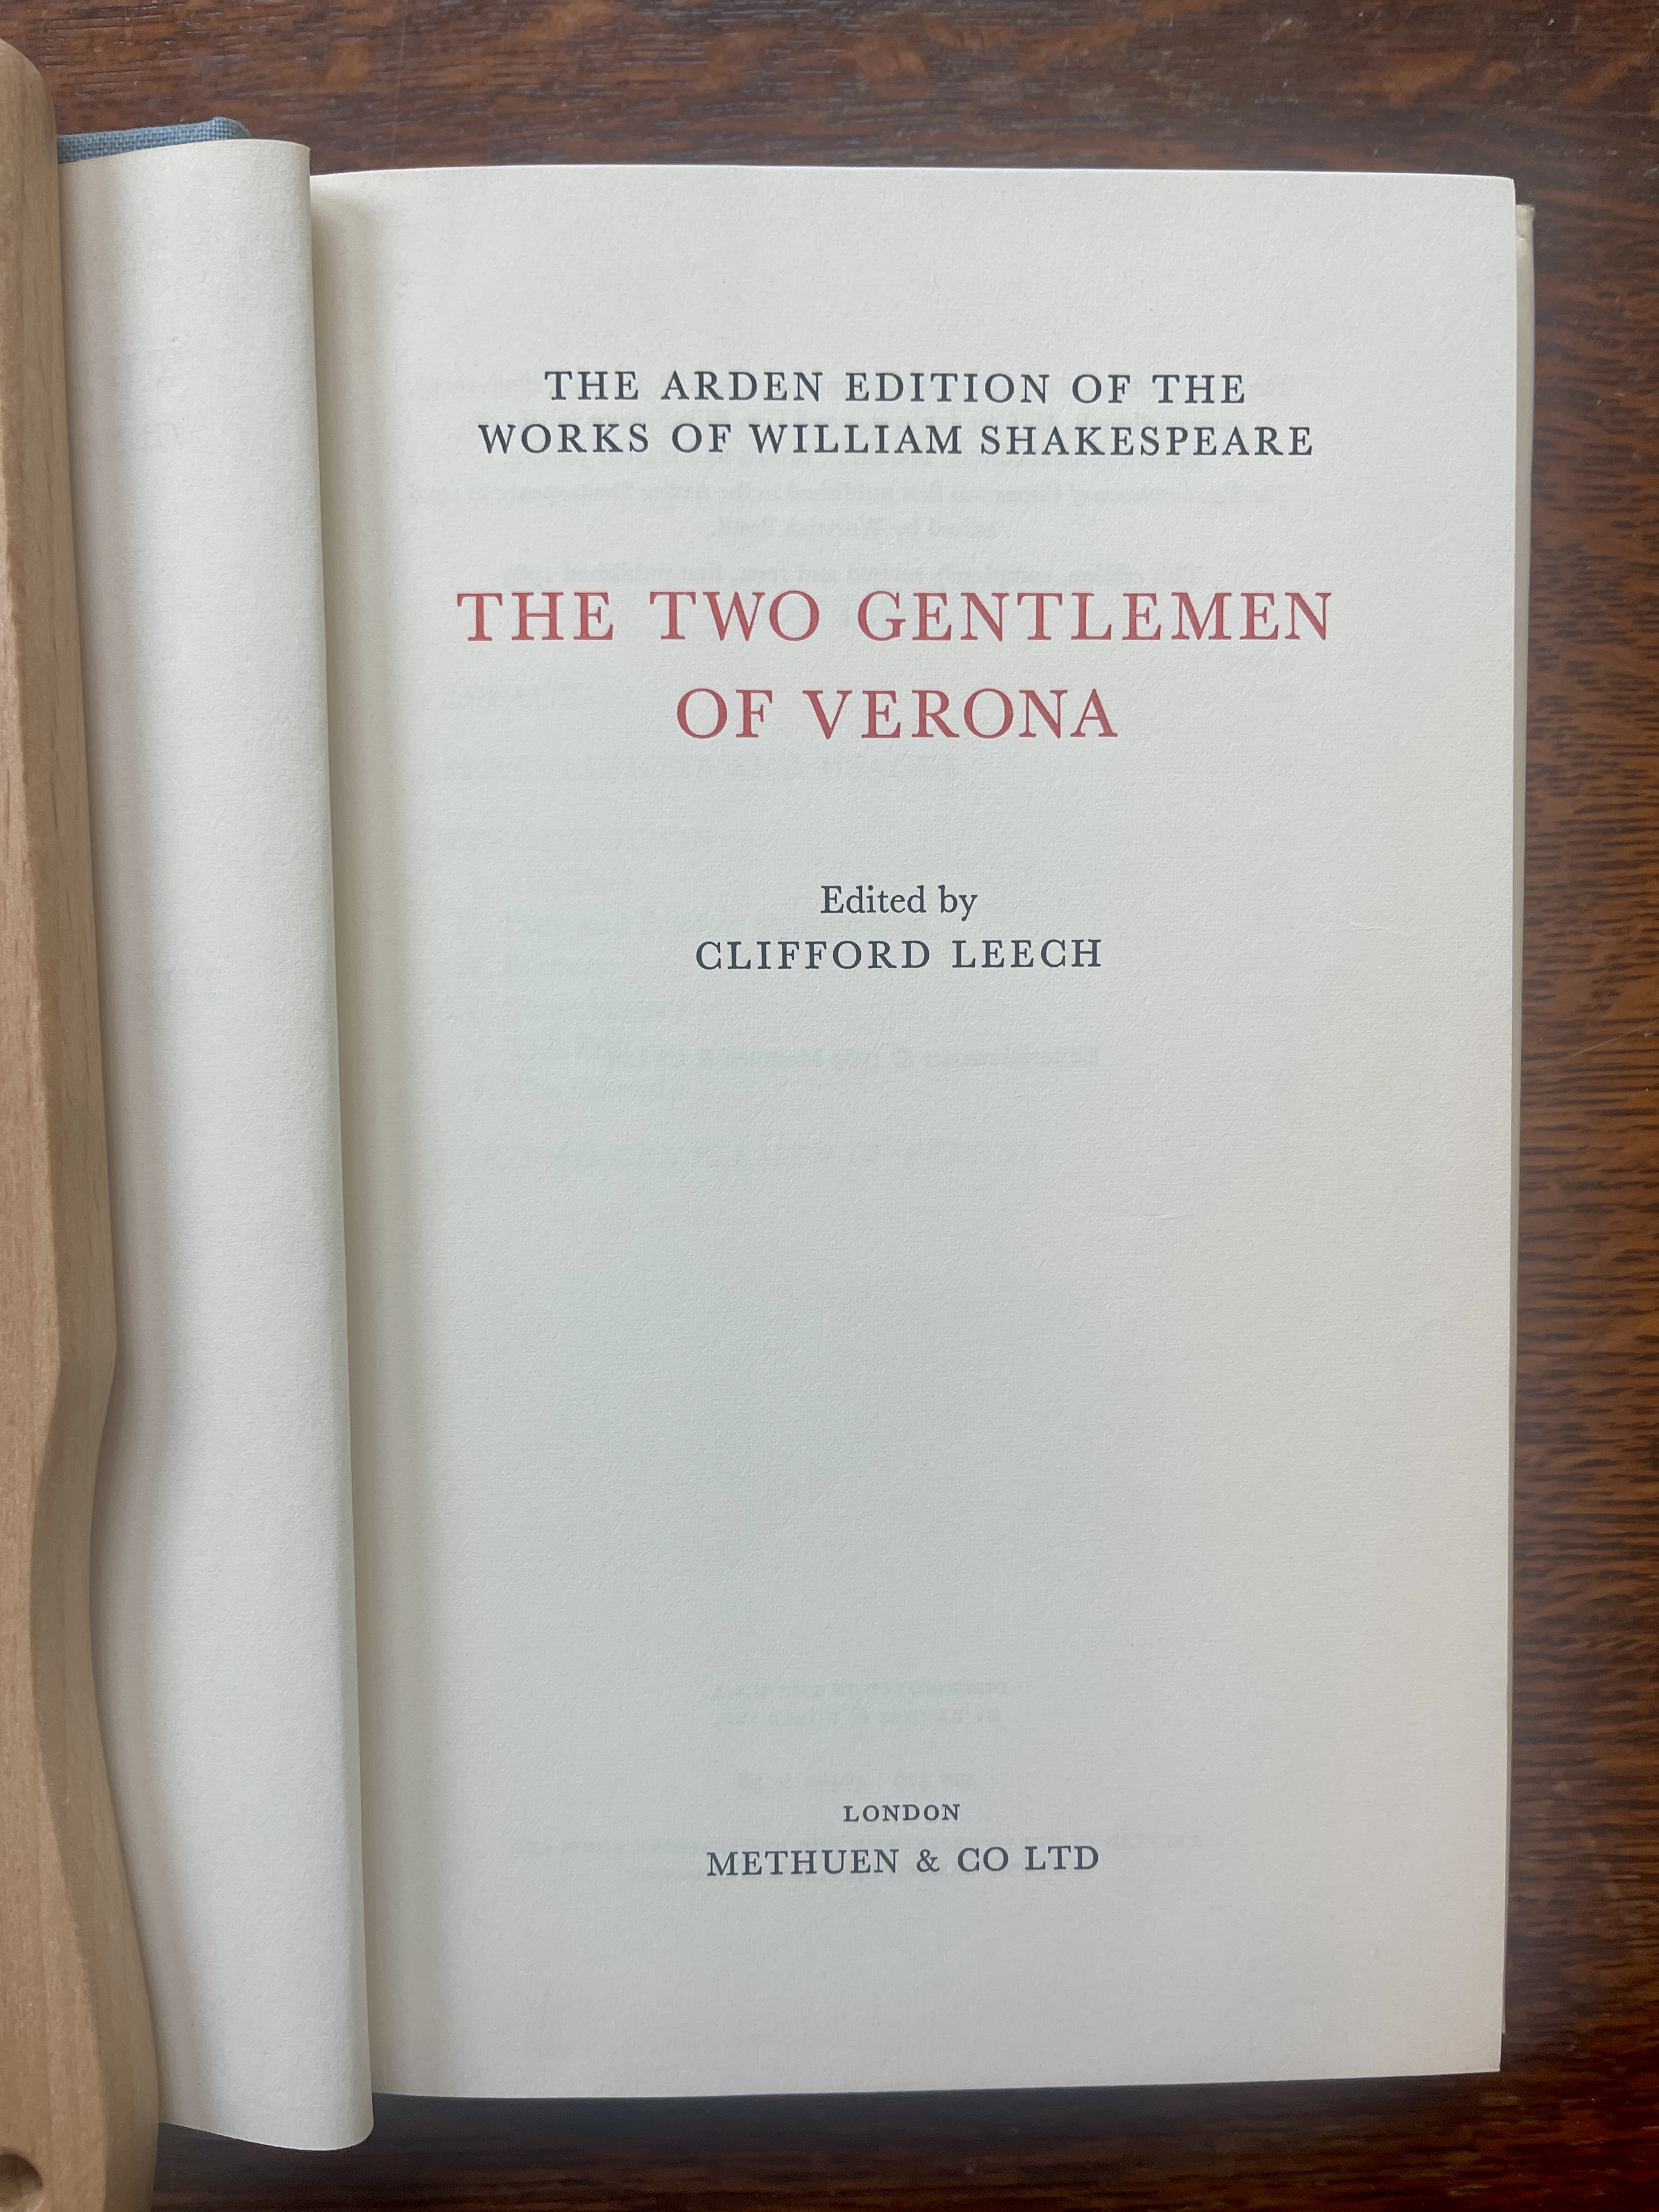 THE ARDEN EDITION OF THE
WORKS OF WILLIAM SHAKESPEARE
THE TWO GENTLEMEN
OF VERONA
Edited by
CLIFFORD LEECH
LONDON
METHUEN & CO LTD